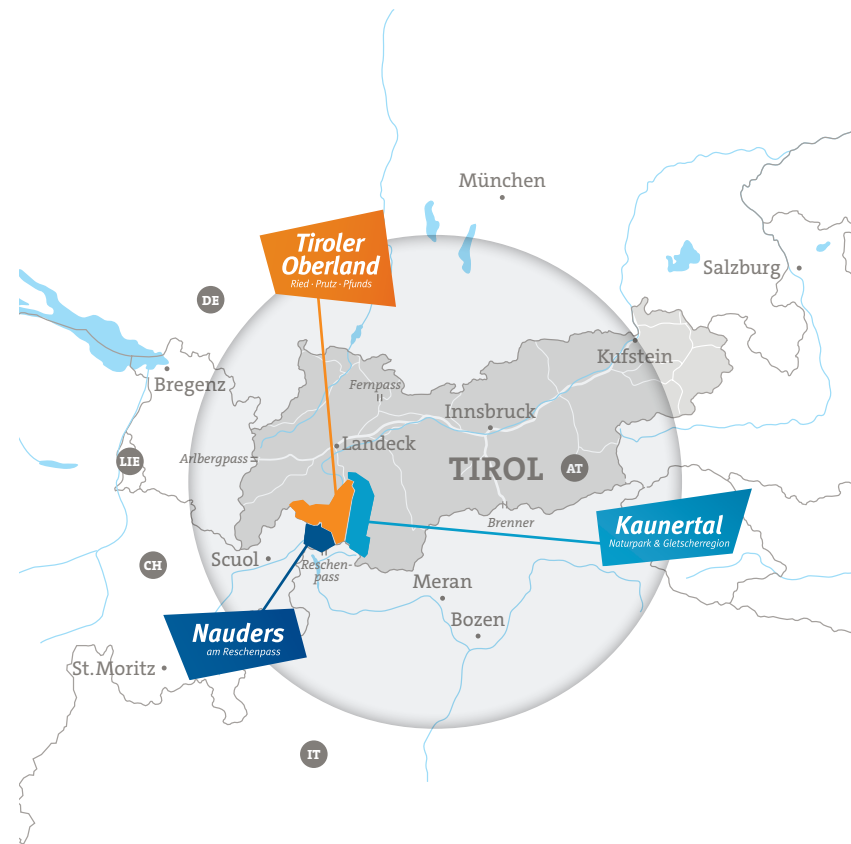 München
Tiroler
Oberland
Ried · Prutz · Pfunds
Salzburg
DE
Kufstein
Bregenz
Fernpass
Innsbruck
Landeck
Arlbergpass
LIE
TIROL
AT
Brenner
Kaunertal
Naturpark & Gletscherregion
Scuol
CH
Reschen-
pass
Meran
Bozen
Nauders
am Reschenpass
St.Moritz
IT